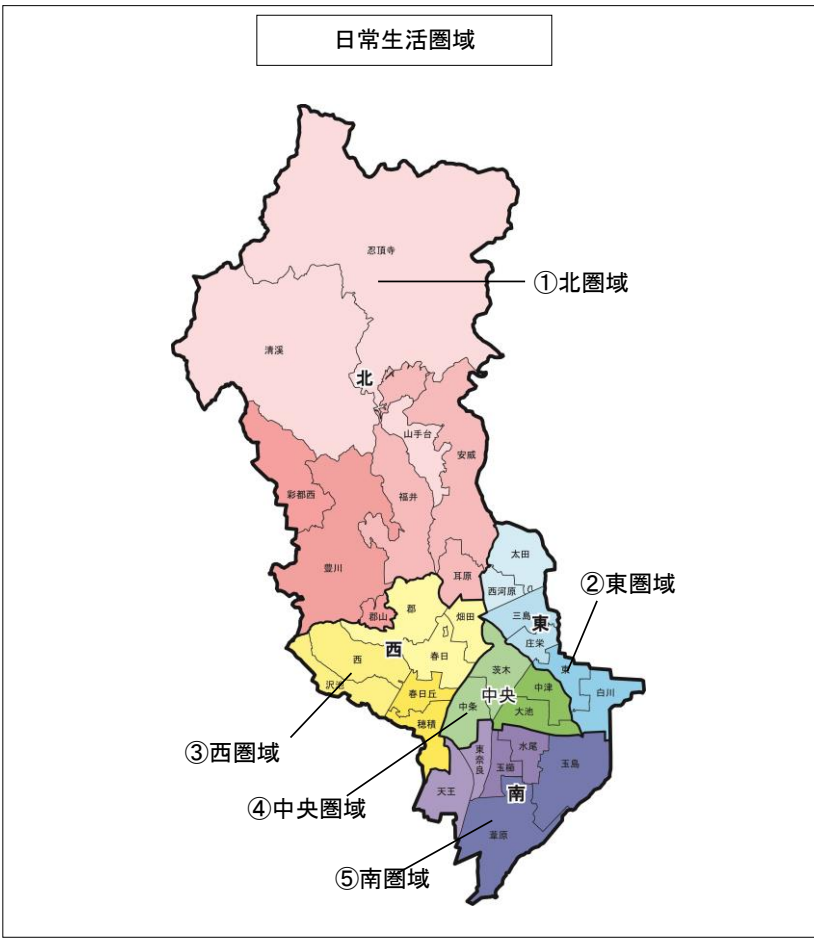 日常生活圏域
忍頂寺
①北圏域
清溪
北
山手台
安威
彩都西
福井
太田
豊川
耳原
西河原
②東圏域
郡山
郡
畑田
三島
東
庄栄
西
西
春日
茨木
東
白川
沢池
春日丘
中央
中津
中条
大池
穂積
③西圏域
東奈良
水尾
玉櫛
玉島
天王
南
④中央圏域
葦原
⑤南圏域